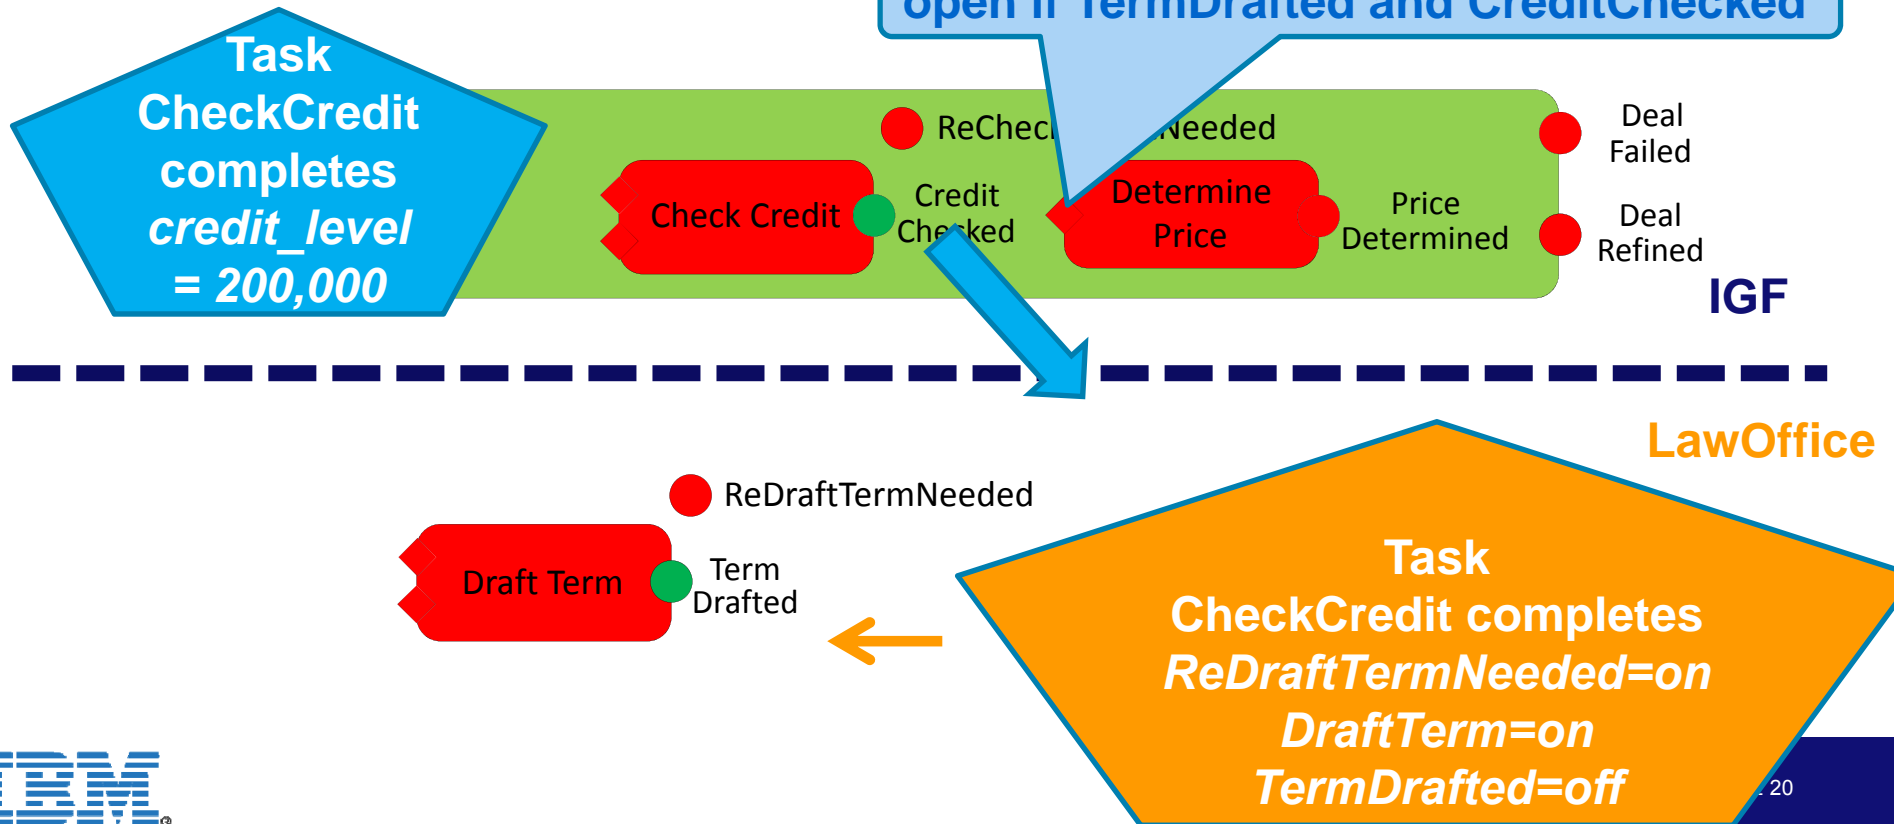 open if TermDrafted and CreditChecked
Task
CheckCredit
completes
credit_level
= 200,000
Needed
Deal
Failed
Check Credit
Credit
Checked
Determine
Price
Price
Determined
Deal
Refined
IGF
LawOffice
ReDraftTermNeeded
Draft Term
Term
Drafted
Task
CheckCredit completes
ReDraftTermNeeded=on
DraftTerm=on
TermDrafted=off
IBM
20